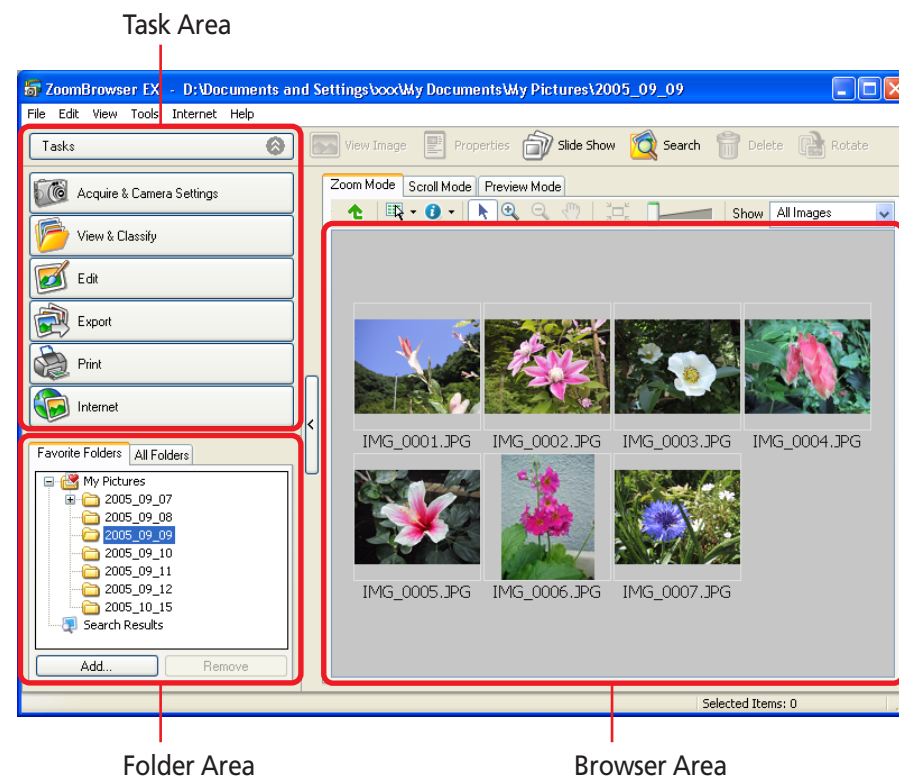 Task Area
ZoomBrowser EX - D:\Documents and Settings\xxx\My Documents\My Pictures\2005_09_09
File Edit View Tools Internet Help
Tasks
View Image Properties Slide Show Search Delete Rotate
Acquire & Camera Settings
Zoom Mode Scroll Mode Preview Mode
Show All Images
View & Classify
Edit
Export
Print
Internet
IMG_0001.JPG IMG_0002.JPG IMG_0003.JPG IMG_0004.JPG
Favorite Folders All Folders
My Pictures
2005_09_07
2005_09_08
2005_09_09
2005_09_10
2005_09_11
2005_09_12
2005_10_15
Search Results
IMG_0005.JPG IMG_0006.JPG IMG_0007.JPG
Add... Remove
Selected Items: 0
Folder Area Browser Area